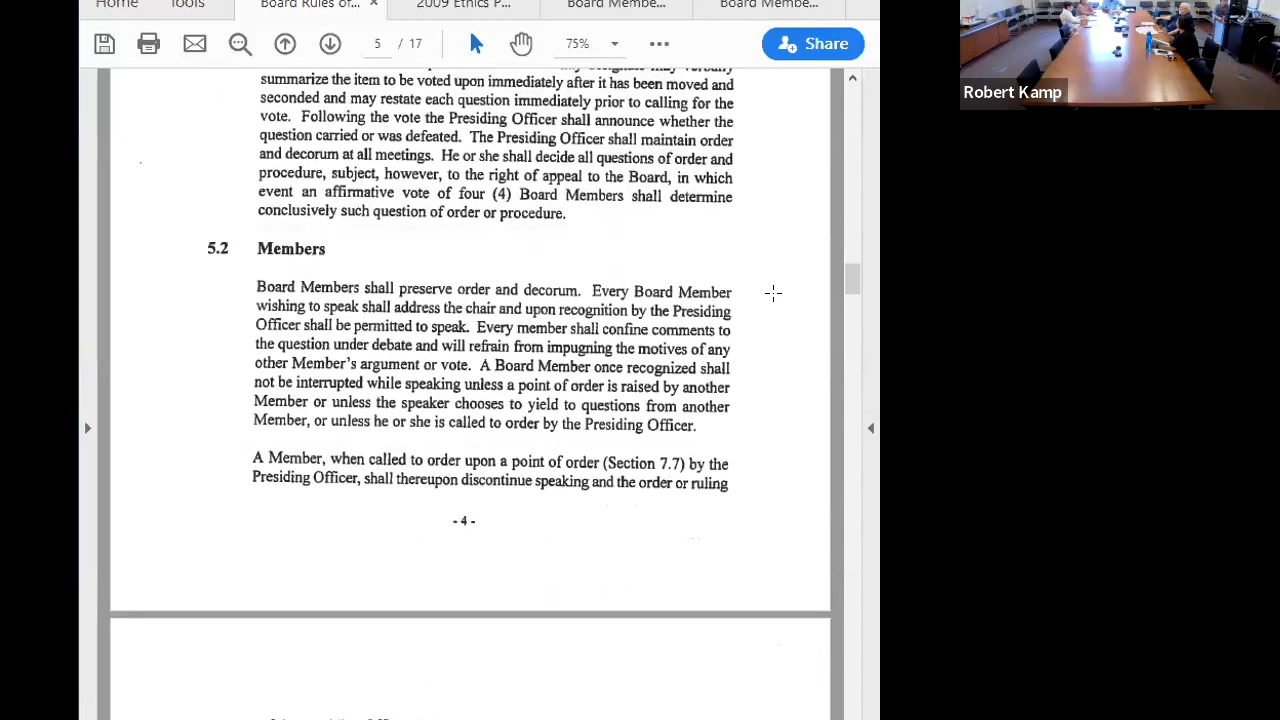 Home Tools Board Rules of... × 2009 Ethics P... Board Membe... Board Membe...
5 / 17 75% Share
summarize the item to be voted upon immediately after it has been moved and
seconded and may restate each question immediately prior to calling for the
vote. Following the vote the Presiding Officer shall announce whether the
question carried or was defeated. The Presiding Officer shall maintain order
and decorum at all meetings. He or she shall decide all questions of order and
procedure, subject, however, to the right of appeal to the Board, in which
event an affirmative vote of four (4) Board Members shall determine
conclusively such question of order or procedure.
5.2 Members
Board Members shall preserve order and decorum. Every Board Member
wishing to speak shall address the chair and upon recognition by the Presiding
Officer shall be permitted to speak. Every member shall confine comments to
the question under debate and will refrain from impugning the motives of any
other Member's argument or vote. A Board Member once recognized shall
not be interrupted while speaking unless a point of order is raised by another
Member or unless the speaker chooses to yield to questions from another
Member, or unless he or she is called to order by the Presiding Officer.
A Member, when called to order upon a point of order (Section 7.7) by the
Presiding Officer, shall thereupon discontinue speaking and the order or ruling
- 4 -
Robert Kamp